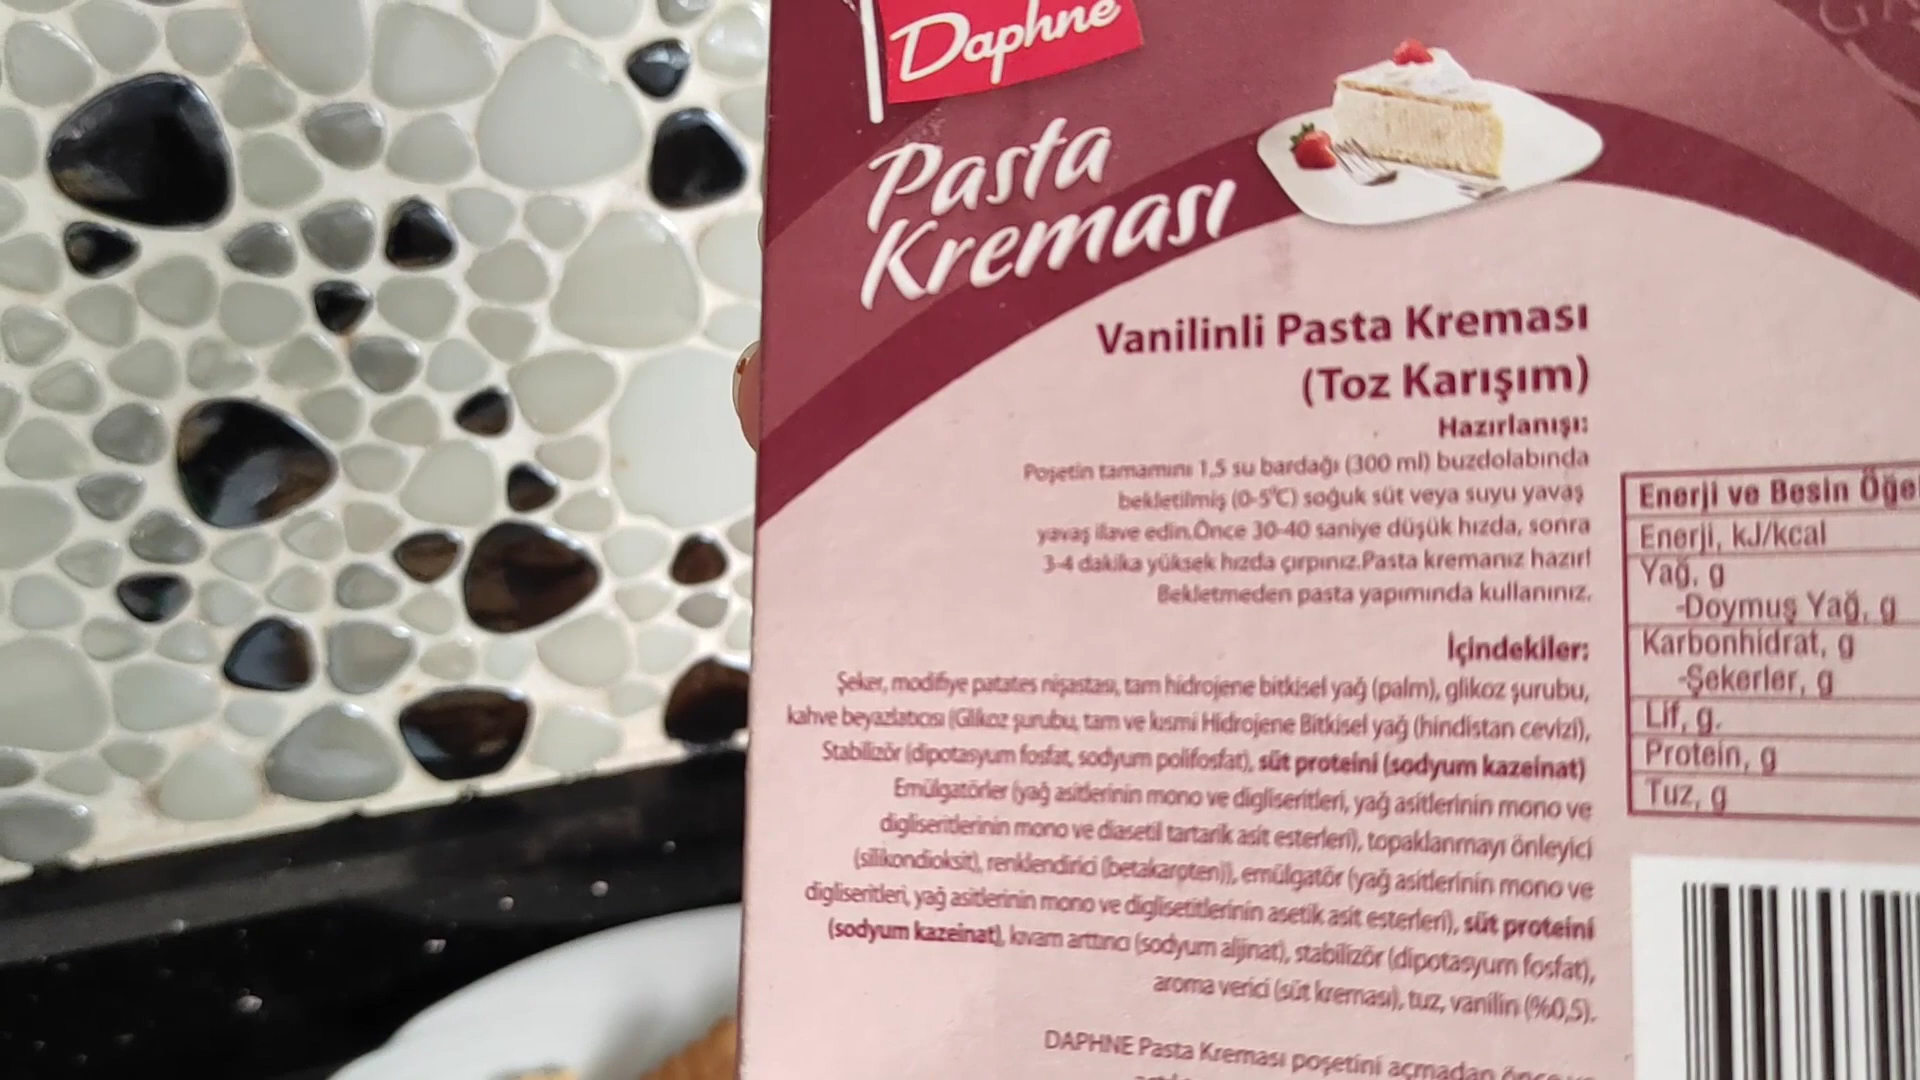 Daphne
Pasta
Kreması
Vanilinli Pasta Kreması
(Toz Karışım)
Hazırlanışı:
Poşetin tamamını 1,5 su bardağı (300 ml) buzdolabında
bekletilmiş (0-5°C) soğuk süt veya suyu yavaş
yavaş ilave edin.Önce 30-40 saniye düşük hızda, sonra
3-4 dakika yüksek hızda çırpınız.Pasta kremanız hazır!
Bekletmeden pasta yapımında kullanınız.
İçindekiler:
Şeker, modifiye patates nişastası, tam hidrojene bitkisel yağ (palm), glikoz şurubu,
kahve beyazlatıcısı (Glikoz şurubu, tam ve kısmi Hidrojene Bitkisel yağ (hindistan cevizi),
Stabilizör (dipotasyum fosfat, sodyum polifosfat), süt proteini (sodyum kazeinat)
Emülgatörler (yağ asitlerinin mono ve digliseritleri, yağ asitlerinin mono ve
digliseritlerinin mono ve diasetil tartarik asit esterleri), topaklanmayı önleyici
(silikondioksit), renklendirici (betakaroten)), emülgatör (yağ asitlerinin mono ve
digliseritleri, yağ asitlerinin mono ve diglisetitlerinin asetik asit esterleri), süt proteini
(sodyum kazeinat), kıvam arttırıcı (sodyum aljinat), stabilizör (dipotasyum fosfat),
aroma verici (süt kreması), tuz, vanilin (%0,5).
DAPHNE Pasta Kreması poşetini açmadan
Enerji ve Besin
Enerji, kJ/kcal
Yağ, g
-Doymuş Yağ, g
Karbonhidrat, g
-Şekerler, g
Lif, g.
Protein, g
Tuz, g